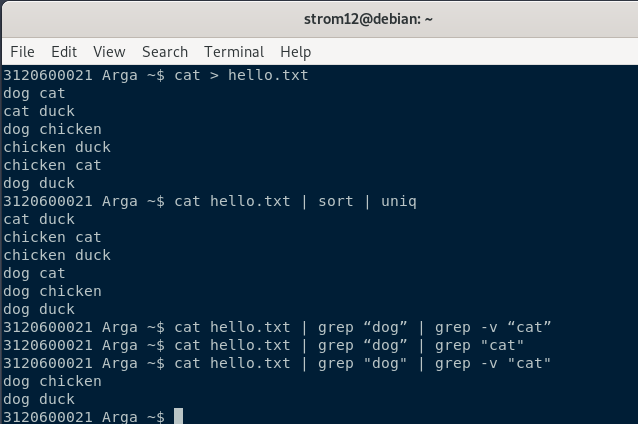 strom12@debian: ~
File Edit View Search Terminal Help
3120600021 Arga ~$ cat > hello.txt
dog cat
cat duck
dog chicken
chicken duck
chicken cat
dog duck
3120600021 Arga ~$ cat hello.txt | sort | uniq
cat duck
chicken cat
chicken duck
dog cat
dog chicken
dog duck
3120600021 Arga ~$ cat hello.txt | grep “dog” | grep -v “cat”
3120600021 Arga ~$ cat hello.txt | grep “dog” | grep "cat"
3120600021 Arga ~$ cat hello.txt | grep "dog" | grep -v "cat"
dog chicken
dog duck
3120600021 Arga ~$